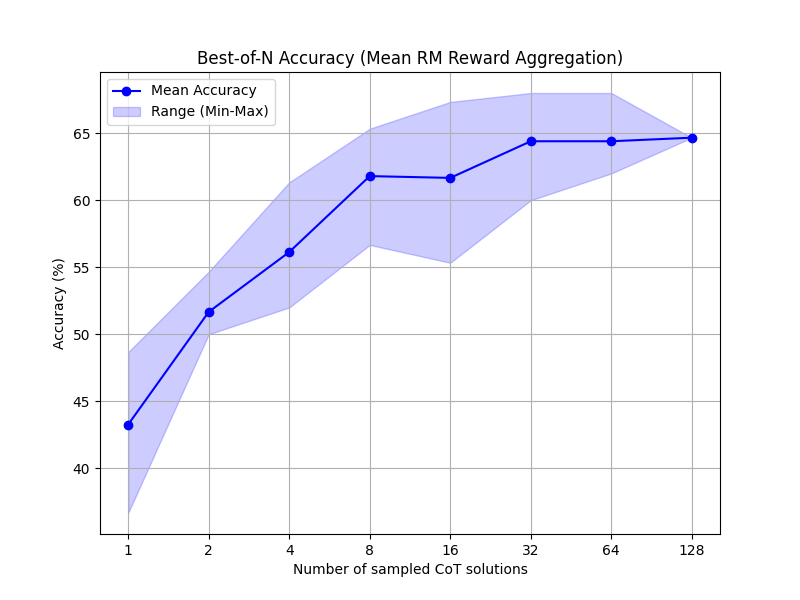 Best-of-N Accuracy (Mean RM Reward Aggregation)
Mean Accuracy
Range (Min-Max)
Accuracy (%)
65
60
55
50
45
40
1 2 4 8 16 32 64 128
Number of sampled CoT solutions